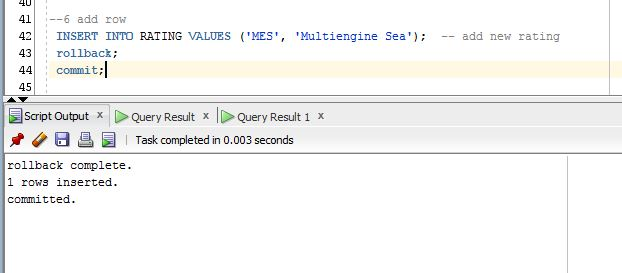 40
41 --6 add row
42 INSERT INTO RATING VALUES ('MES', 'Multiengine Sea'); -- add new rating
43 rollback;
44 commit;
45
Script Output x Query Result x Query Result 1 x
Task completed in 0.003 seconds
rollback complete.
1 rows inserted.
committed.